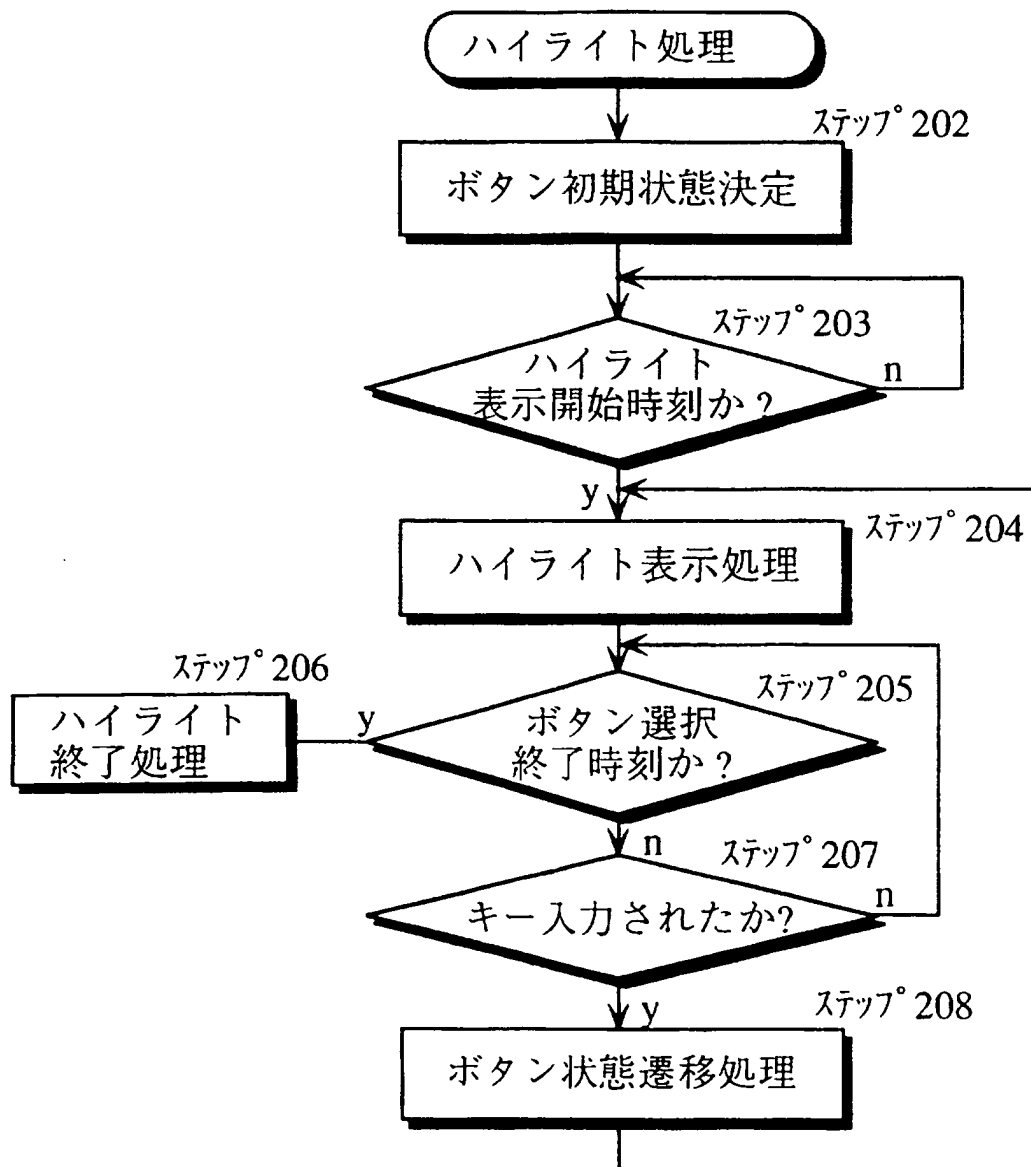 ハイライト処理
ステップ202
ボタン初期状態決定
ステップ203
ハイライト
表示開始時刻か？
n
y
ステップ204
ハイライト表示処理
ステップ206
ハイライト
終了処理
y
ステップ205
ボタン選択
終了時刻か？
n
ステップ207
キー入力されたか?
n
y
ステップ208
ボタン状態遷移処理